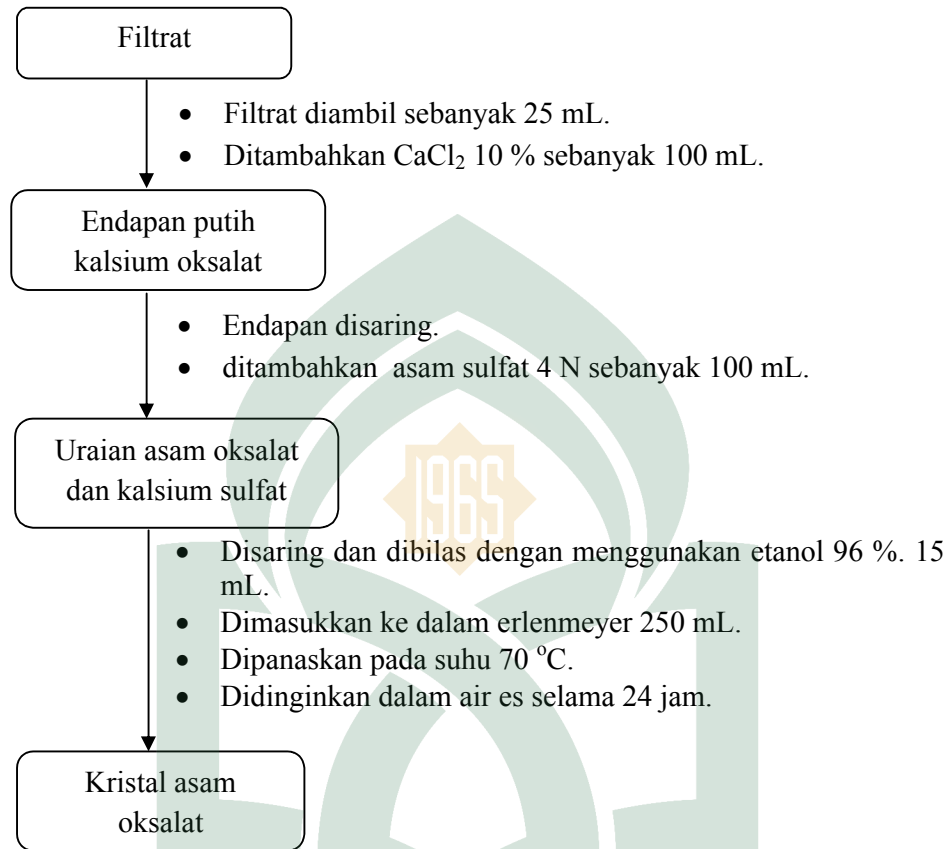 Filtrat
• Filtrat diambil sebanyak 25 mL.
• Ditambahkan CaCl₂ 10 % sebanyak 100 mL.
Endapan putih
kalsium oksalat
• Endapan disaring.
• ditambahkan asam sulfat 4 N sebanyak 100 mL.
Uraian asam oksalat
dan kalsium sulfat
1965
• Disaring dan dibilas dengan menggunakan etanol 96 %. 15
mL.
• Dimasukkan ke dalam erlenmeyer 250 mL.
• Dipanaskan pada suhu 70 °C.
• Didinginkan dalam air es selama 24 jam.
Kristal asam
oksalat